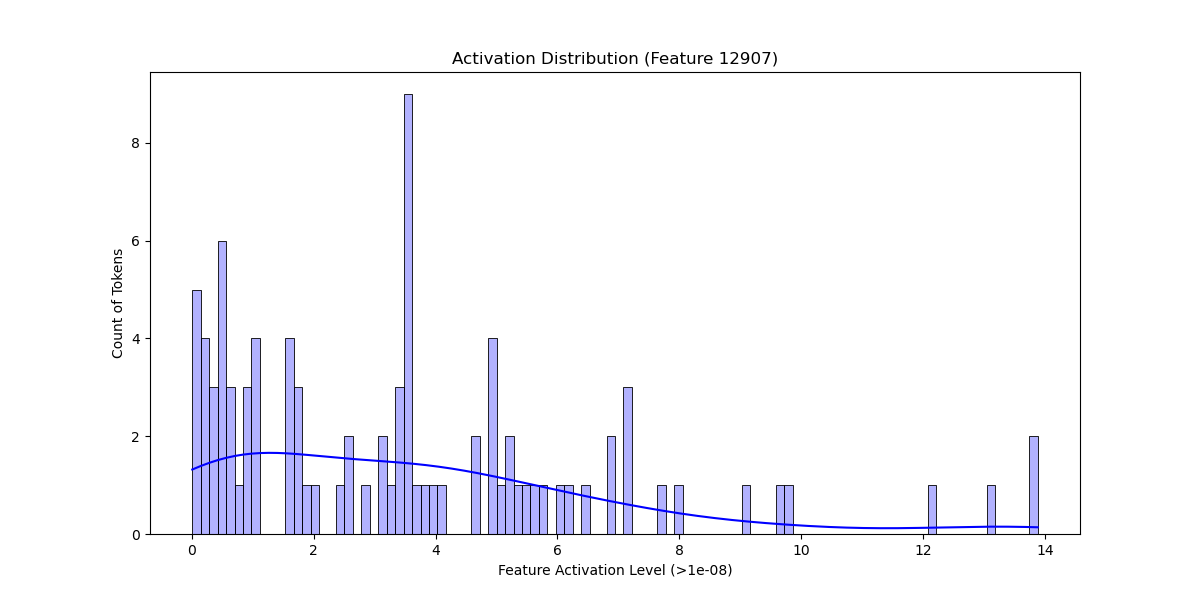 Activation Distribution (Feature 12907)
Count of Tokens
8
6
4
2
0
0 2 4 6 8 10 12 14
Feature Activation Level (>1e-08)